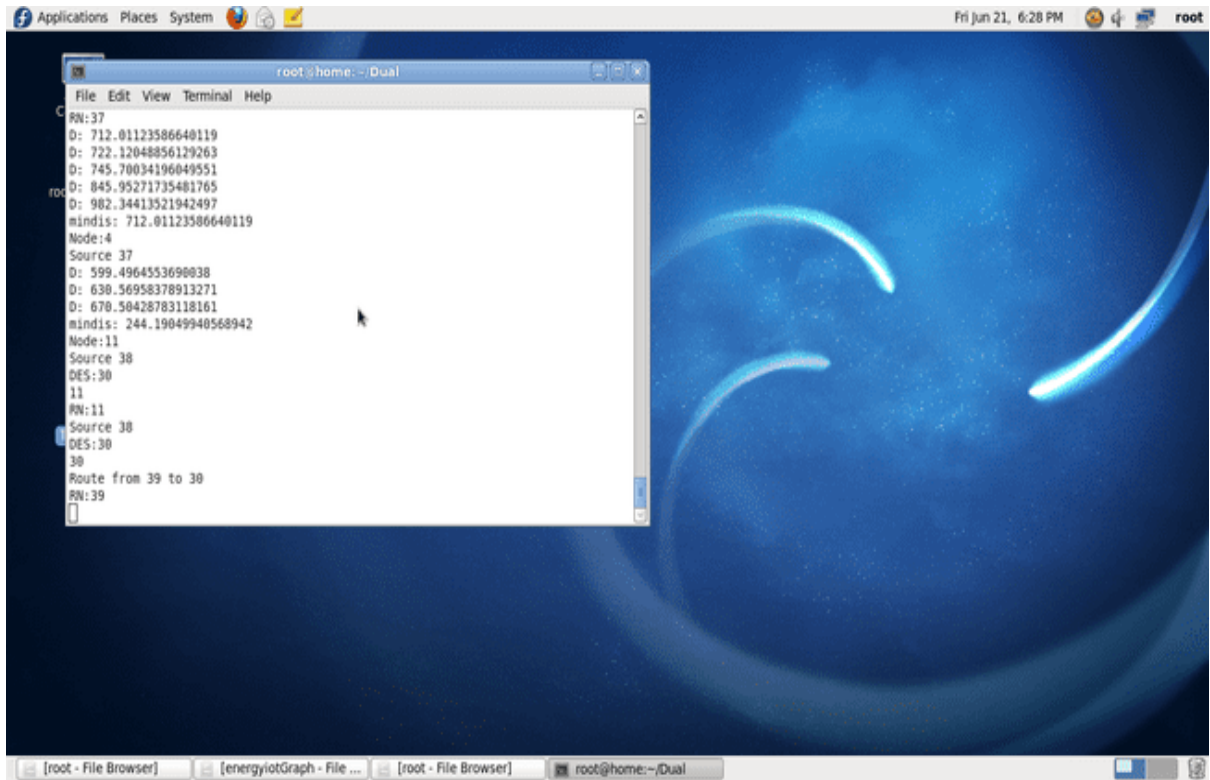 Applications Places System Fri Jun 21, 6:28 PM root
root@home:~/Dual
File Edit View Terminal Help
RN:37
D: 712.01123586640119
D: 722.12048856129263
D: 745.70034196049551
D: 845.95271735481765
D: 982.34413521942497
mindis: 712.01123586640119
Node:4
Source 37
D: 599.4964553690038
D: 630.56958378913271
D: 670.50428783118161
mindis: 244.19049940568942
Node:11
Source 38
DES:30
11
RN:11
Source 38
DES:30
30
Route from 39 to 30
RN:39
[root - File Browser] [energyiotGraph - File ... [root - File Browser] root@home:~/Dual